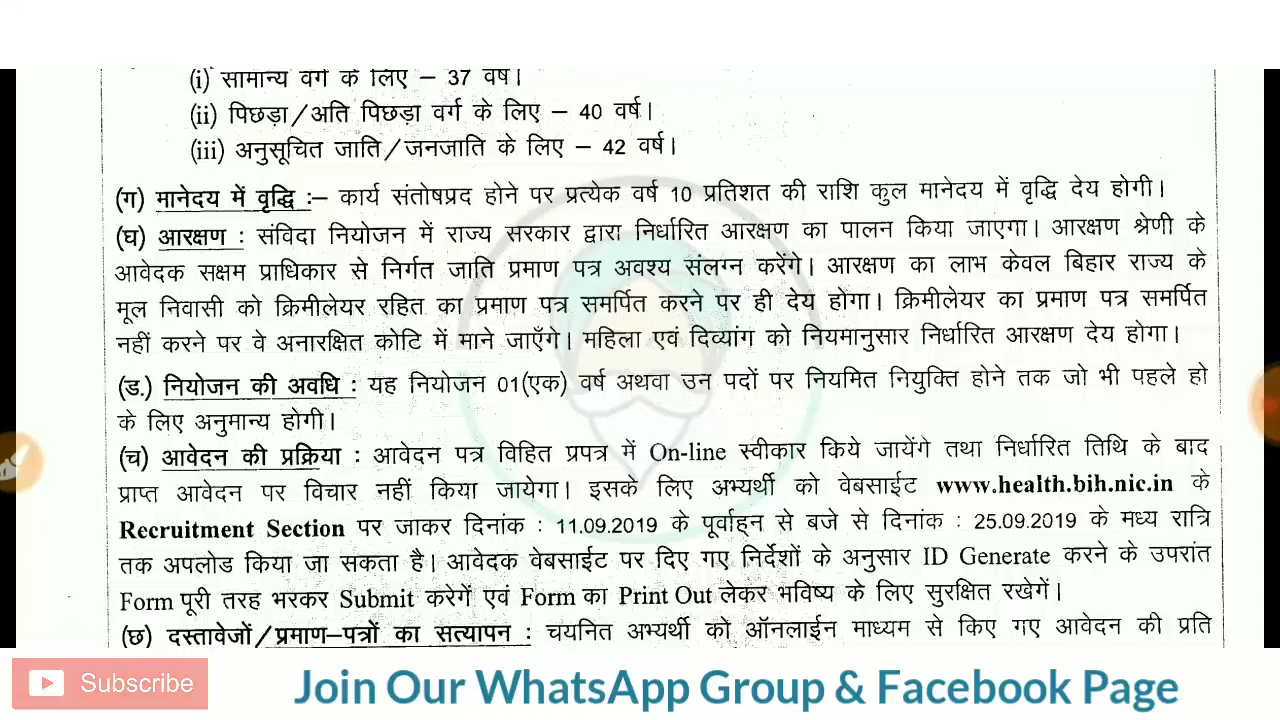 (i) सामान्य वर्ग के लिए – 37 वर्ष।
(ii) पिछड़ा/अति पिछड़ा वर्ग के लिए – 40 वर्ष।
(iii) अनुसूचित जाति/जनजाति के लिए – 42 वर्ष।
(ग) मानेदय में वृद्धि :– कार्य संतोषप्रद होने पर प्रत्येक वर्ष 10 प्रतिशत की राशि कुल मानेदय में वृद्धि देय होगी।
(घ) आरक्षण : संविदा नियोजन में राज्य सरकार द्वारा निर्धारित आरक्षण का पालन किया जाएगा। आरक्षण श्रेणी के
आवेदक सक्षम प्राधिकार से निर्गत जाति प्रमाण पत्र अवश्य संलग्न करेंगे। आरक्षण का लाभ केवल बिहार राज्य के
मूल निवासी को क्रिमीलेयर रहित का प्रमाण पत्र समर्पित करने पर ही देय होगा। क्रिमीलेयर का प्रमाण पत्र समर्पित
नहीं करने पर वे अनारक्षित कोटि में माने जाएँगे। महिला एवं दिव्यांग को नियमानुसार निर्धारित आरक्षण देय होगा।
(ड.) नियोजन की अवधि : यह नियोजन 01(एक) वर्ष अथवा उन पदों पर नियमित नियुक्ति होने तक जो भी पहले हो
के लिए अनुमान्य होगी।
(च) आवेदन की प्रक्रिया : आवेदन पत्र विहित प्रपत्र में On-line स्वीकार किये जायेंगे तथा निर्धारित तिथि के बाद
प्राप्त आवेदन पर विचार नहीं किया जायेगा। इसके लिए अभ्यर्थी को वेबसाईट www.health.bih.nic.in के
Recruitment Section पर जाकर दिनांक : 11.09.2019 के पूर्वाह्न से बजे से दिनांक : 25.09.2019 के मध्य रात्रि
तक अपलोड किया जा सकता है। आवेदक वेबसाईट पर दिए गए निर्देशों के अनुसार ID Generate करने के उपरांत
Form पूरी तरह भरकर Submit करेगें एवं Form का Print Out लेकर भविष्य के लिए सुरक्षित रखेगें।
(छ) दस्तावेजों/प्रमाण–पत्रों का सत्यापन : चयनित अभ्यर्थी को ऑनलाईन माध्यम से किए गए आवेदन की प्रति
Subscribe
Join Our WhatsApp Group & Facebook Page